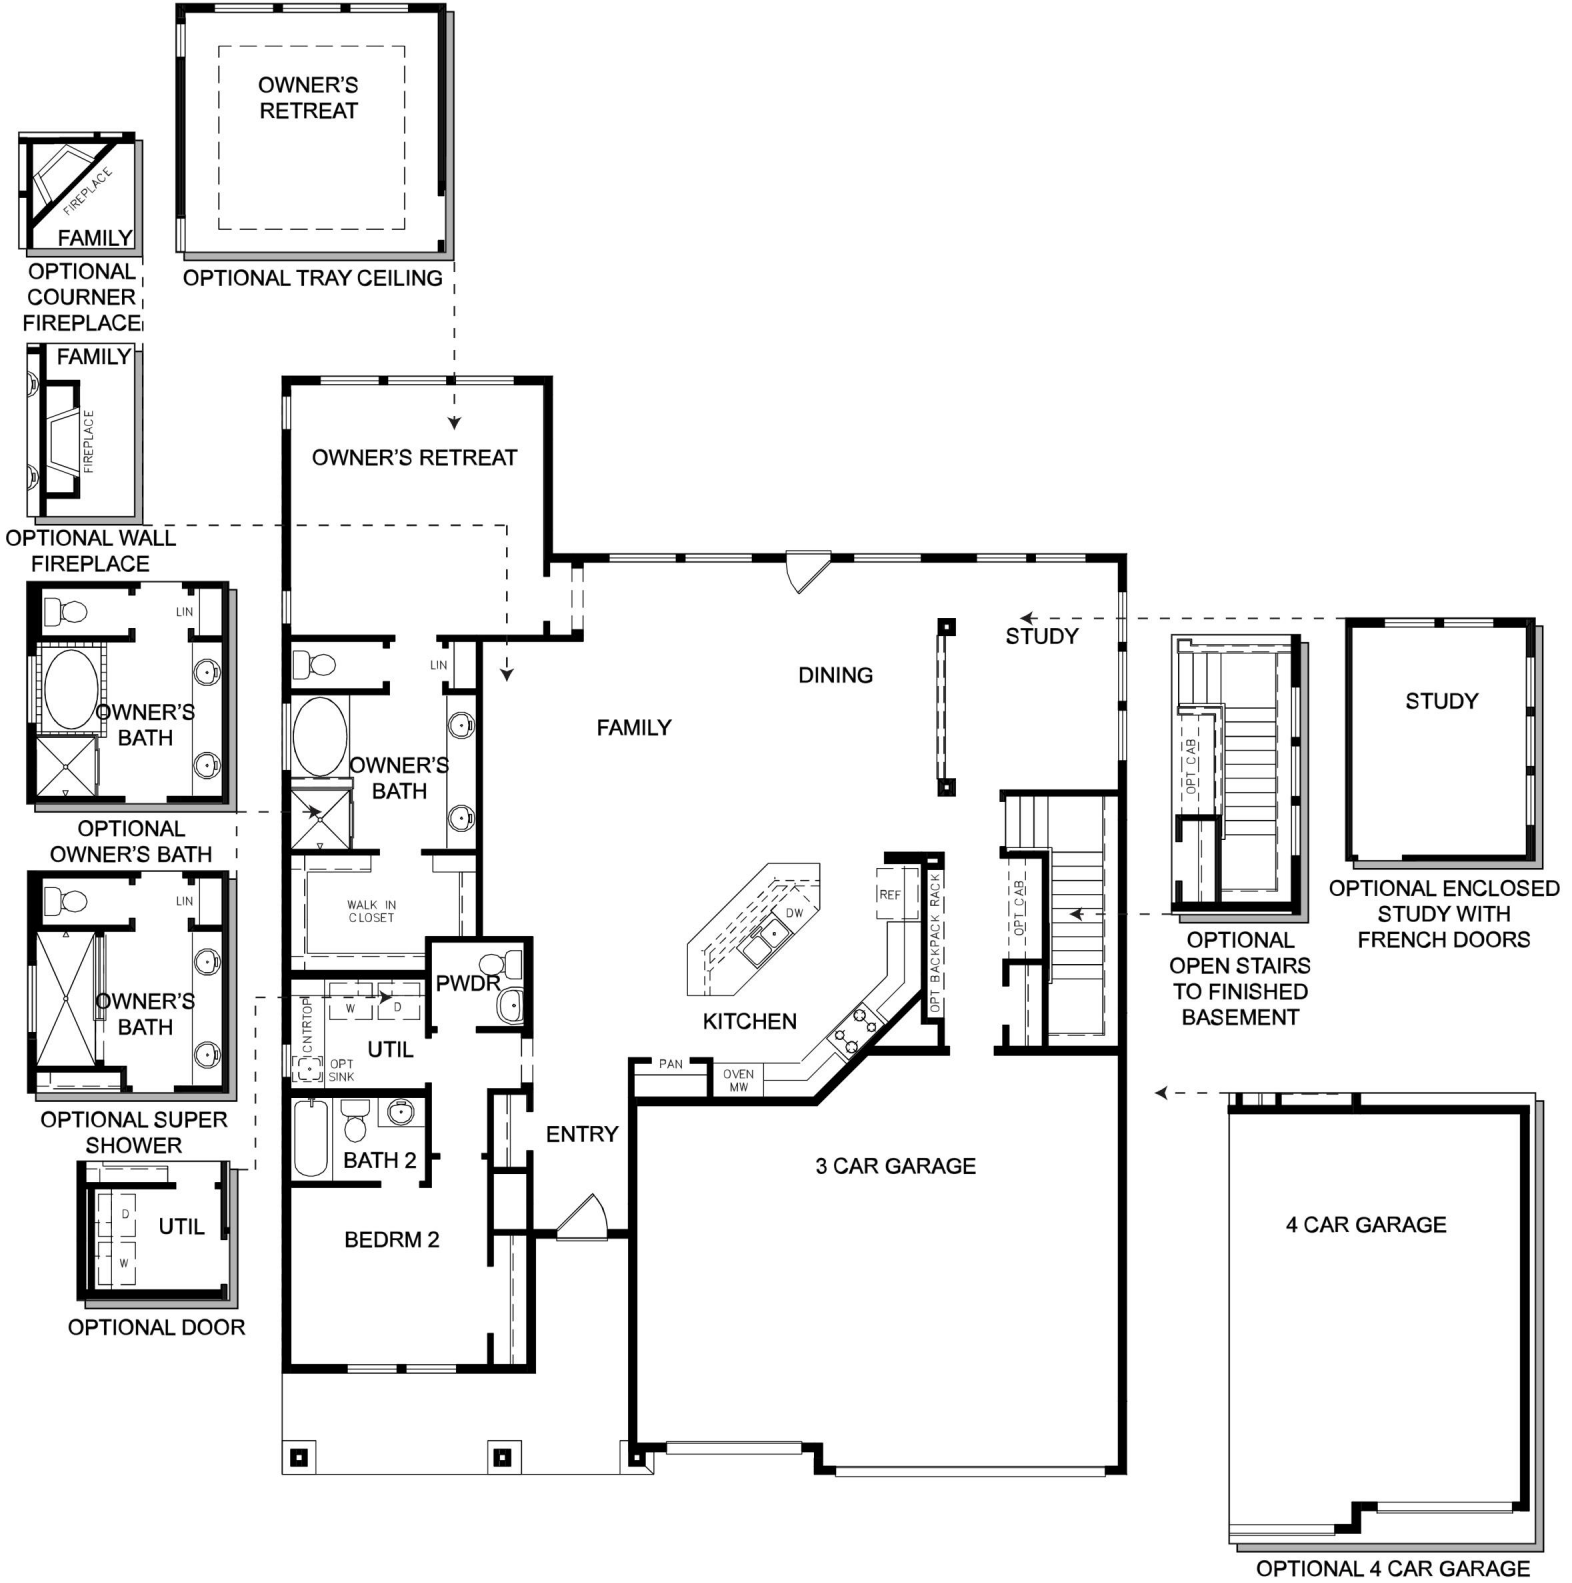 OWNER'S
RETREAT
OPTIONAL TRAY CEILING
FIREPLACE
FAMILY
OPTIONAL
COURNER
FIREPLACE
FAMILY
FIREPLACE
OPTIONAL WALL
FIREPLACE
LIN
OWNER'S
BATH
OPTIONAL
OWNER'S BATH
LIN
OWNER'S
BATH
OPTIONAL SUPER
SHOWER
D
UTIL
W
OPTIONAL DOOR
OWNER'S RETREAT
LIN
OWNER'S
BATH
WALK IN
CLOSET
PWDR
CNTRTOP
W
D
UTIL
OPT
SINK
BATH 2
BEDRM 2
ENTRY
FAMILY
DINING
STUDY
REF
DW
OPT BACKPACK RACK
OPT CAB
KITCHEN
PAN
OVEN
MW
3 CAR GARAGE
OPT CAB
OPTIONAL
OPEN STAIRS
TO FINISHED
BASEMENT
STUDY
OPTIONAL ENCLOSED
STUDY WITH
FRENCH DOORS
4 CAR GARAGE
OPTIONAL 4 CAR GARAGE